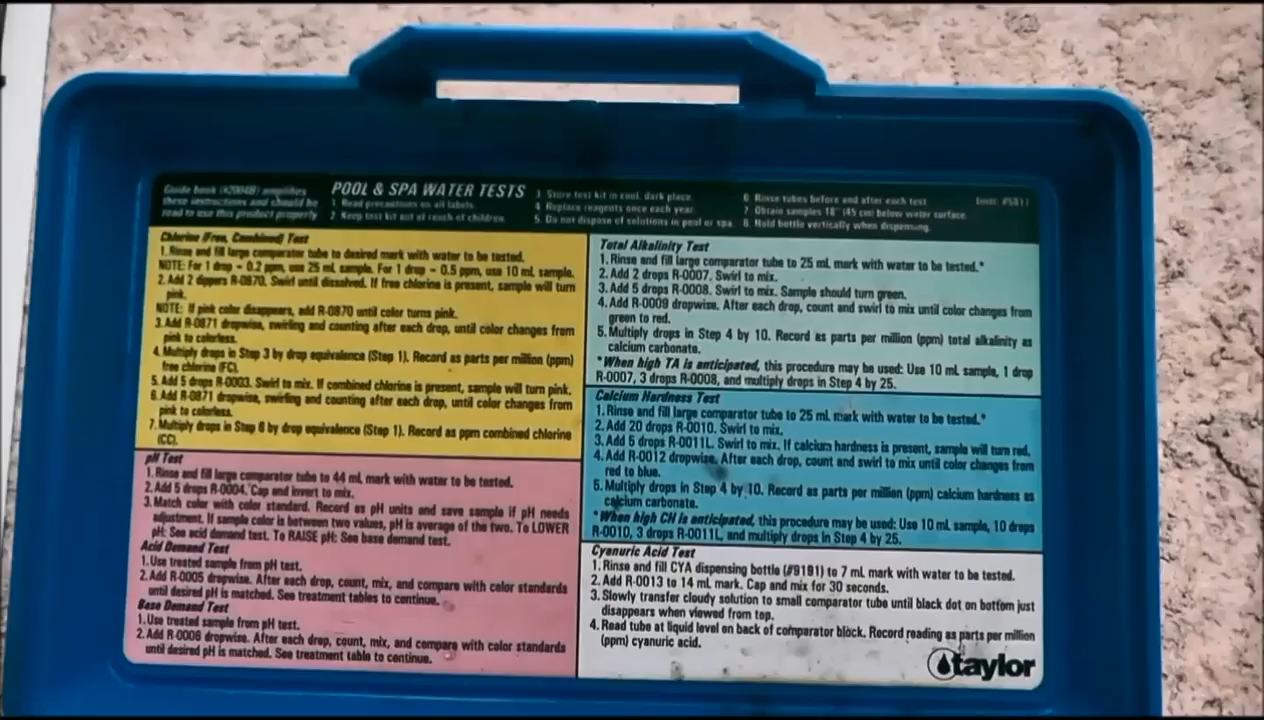 Guide book (#2004B) amplifies
these instructions and should be
read to use this product properly
POOL & SPA WATER TESTS
1. Read precautions on all labels.
2. Keep test kit out of reach of children.
3. Store test kit in cool, dark place.
4. Replace reagents once each year.
5. Do not dispose of solutions in pool or spa.
6. Rinse tubes before and after each test.
7. Obtain samples 18" (45 cm) below water surface.
8. Hold bottle vertically when dispensing.
Chlorine (Free, Combined) Test
1. Rinse and fill large comparator tube to desired mark with water to be tested.
NOTE: For 1 drop = 0.2 ppm, use 25 mL sample. For 1 drop = 0.5 ppm, use 10 mL sample.
2. Add 2 dippers R-0870. Swirl until dissolved. If free chlorine is present, sample will turn
pink.
NOTE: If pink color disappears, add R-0870 until color turns pink.
3. Add R-0871 dropwise, swirling and counting after each drop, until color changes from
pink to colorless.
4. Multiply drops in Step 3 by drop equivalence (Step 1). Record as parts per million (ppm)
free chlorine (FC).
5. Add 5 drops R-0003. Swirl to mix. If combined chlorine is present, sample will turn pink.
6. Add R-0871 dropwise, swirling and counting after each drop, until color changes from
pink to colorless.
7. Multiply drops in Step 6 by drop equivalence (Step 1). Record as ppm combined chlorine
(CC).
pH Test
1. Rinse and fill large comparator tube to 44 mL mark with water to be tested.
2. Add 5 drops R-0004. Cap and invert to mix.
3. Match color with color standard. Record as pH units and save sample if pH needs
adjustment. If sample color is between two values, pH is average of the two. To LOWER
pH: See acid demand test. To RAISE pH: See base demand test.
Acid Demand Test
1. Use treated sample from pH test.
2. Add R-0005 dropwise. After each drop, count, mix, and compare with color standards
until desired pH is matched. See treatment tables to continue.
Base Demand Test
1. Use treated sample from pH test.
2. Add R-0006 dropwise. After each drop, count, mix, and compare with color standards
until desired pH is matched. See treatment table to continue.
Total Alkalinity Test
1. Rinse and fill large comparator tube to 25 mL mark with water to be tested.*
2. Add 2 drops R-0007. Swirl to mix.
3. Add 5 drops R-0008. Swirl to mix. Sample should turn green.
4. Add R-0009 dropwise. After each drop, count and swirl to mix until color changes from
green to red.
5. Multiply drops in Step 4 by 10. Record as parts per million (ppm) total alkalinity as
calcium carbonate.
*When high TA is anticipated, this procedure may be used: Use 10 mL sample, 1 drop
R-0007, 3 drops R-0008, and multiply drops in Step 4 by 25.
Calcium Hardness Test
1. Rinse and fill large comparator tube to 25 mL mark with water to be tested.*
2. Add 20 drops R-0010. Swirl to mix.
3. Add 5 drops R-0011L. Swirl to mix. If calcium hardness is present, sample will turn red.
4. Add R-0012 dropwise. After each drop, count and swirl to mix until color changes from
red to blue.
5. Multiply drops in Step 4 by 10. Record as parts per million (ppm) calcium hardness as
calcium carbonate.
*When high CH is anticipated, this procedure may be used: Use 10 mL sample, 10 drops
R-0010, 3 drops R-0011L, and multiply drops in Step 4 by 25.
Cyanuric Acid Test
1. Rinse and fill CYA dispensing bottle (#9191) to 7 mL mark with water to be tested.
2. Add R-0013 to 14 mL mark. Cap and mix for 30 seconds.
3. Slowly transfer cloudy solution to small comparator tube until black dot on bottom just
disappears when viewed from top.
4. Read tube at liquid level on back of comparator block. Record reading as parts per million
(ppm) cyanuric acid.
taylor